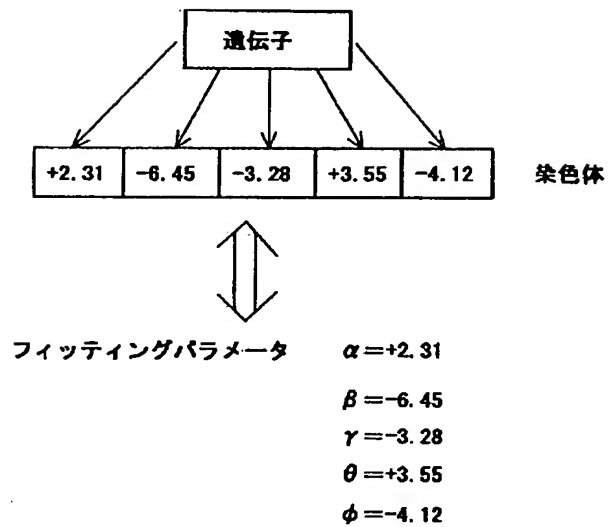 遺伝子
+2.31 -6.45 -3.28 +3.55 -4.12 染色体
フィッティングパラメータ α=+2.31
β=-6.45
γ=-3.28
θ=+3.55
φ=-4.12